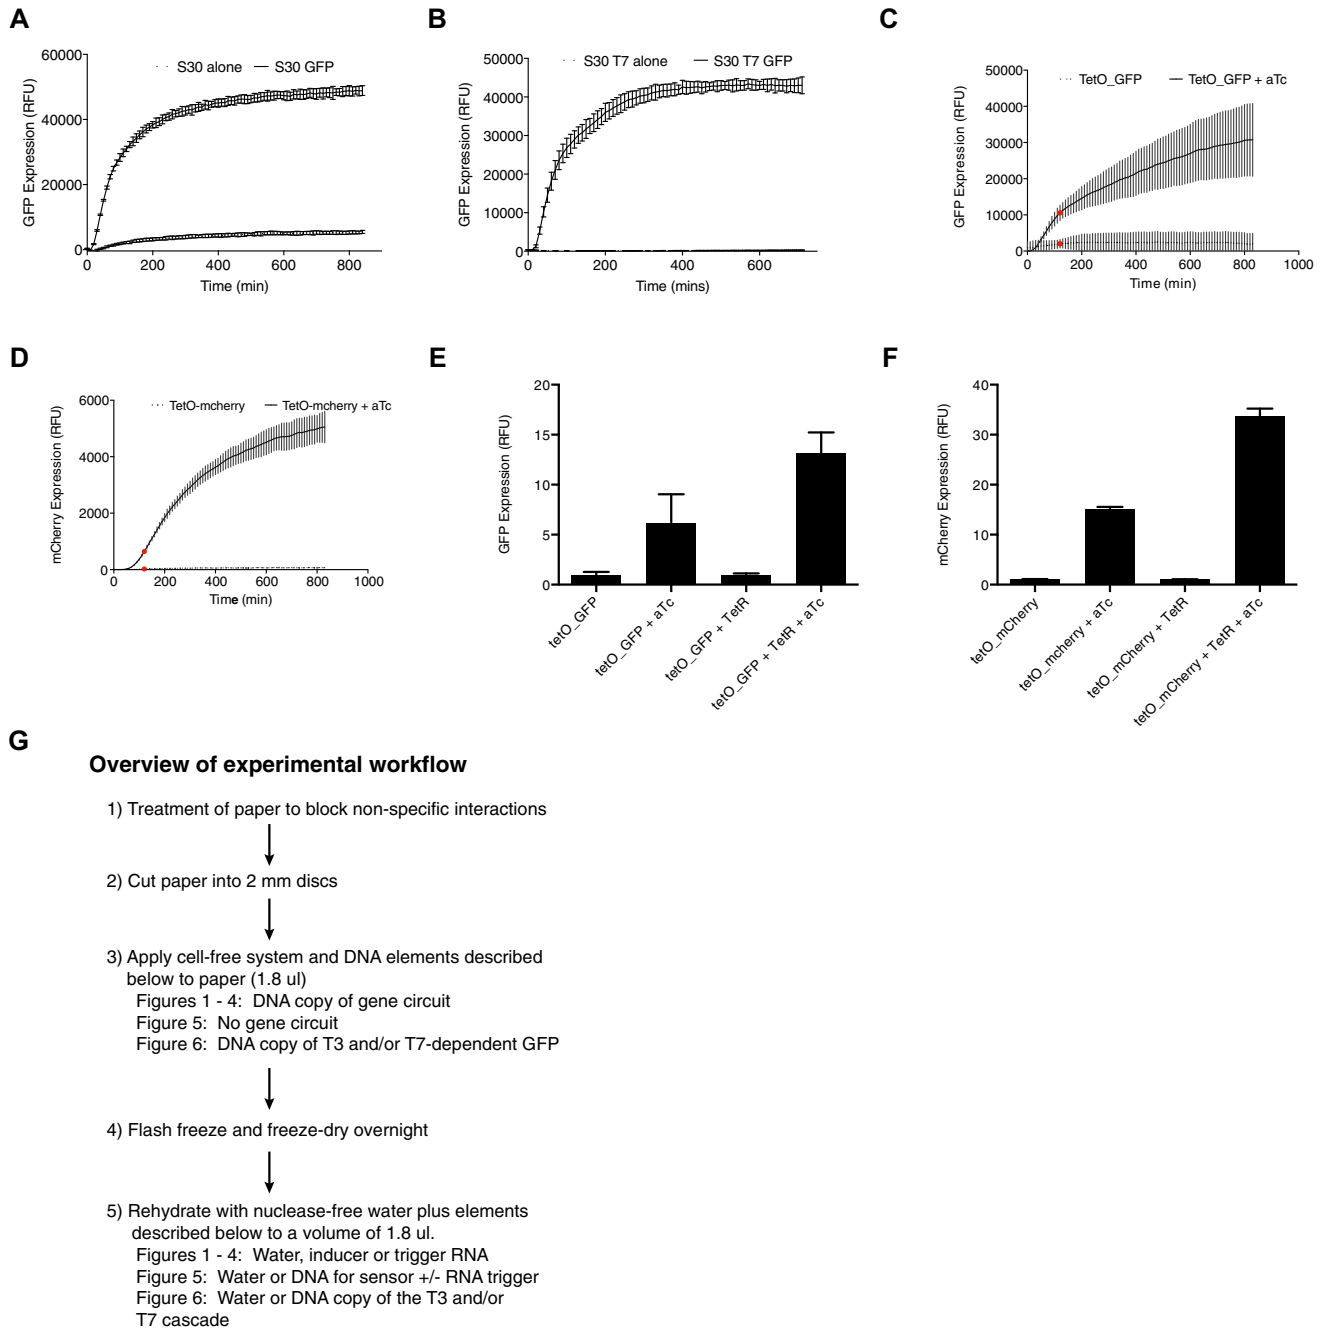 A
S30 alone
S30 GFP
GFP Expression (RFU)
60000
40000
20000
0
0
200
400
600
800
Time (min)
B
S30 T7 alone
S30 T7 GFP
GFP Expression (RFU)
50000
40000
30000
20000
10000
0
0
200
400
600
Time (mins)
C
TetO_GFP
TetO_GFP + aTc
GFP Expression (RFU)
50000
40000
30000
20000
10000
0
0
200
400
600
800
1000
Time (min)
D
TetO-mcherry
TetO-mcherry + aTc
mCherry Expression (RFU)
6000
4000
2000
0
0
200
400
600
800
1000
Time (min)
E
GFP Expression (RFU)
20
15
10
5
0
tetO_GFP
tetO_GFP + aTc
tetO_GFP + TetR
tetO_GFP + TetR + aTc
F
mCherry Expression (RFU)
40
30
20
10
0
tetO_mCherry
tetO_mcherry + aTc
tetO_mCherry + TetR
tetO_mCherry + TetR + aTc
G
Overview of experimental workflow
1) Treatment of paper to block non-specific interactions
2) Cut paper into 2 mm discs
3) Apply cell-free system and DNA elements described
below to paper (1.8 ul)
Figures 1 - 4: DNA copy of gene circuit
Figure 5: No gene circuit
Figure 6: DNA copy of T3 and/or T7-dependent GFP
4) Flash freeze and freeze-dry overnight
5) Rehydrate with nuclease-free water plus elements
described below to a volume of 1.8 ul.
Figures 1 - 4: Water, inducer or trigger RNA
Figure 5: Water or DNA for sensor +/- RNA trigger
Figure 6: Water or DNA copy of the T3 and/or
T7 cascade